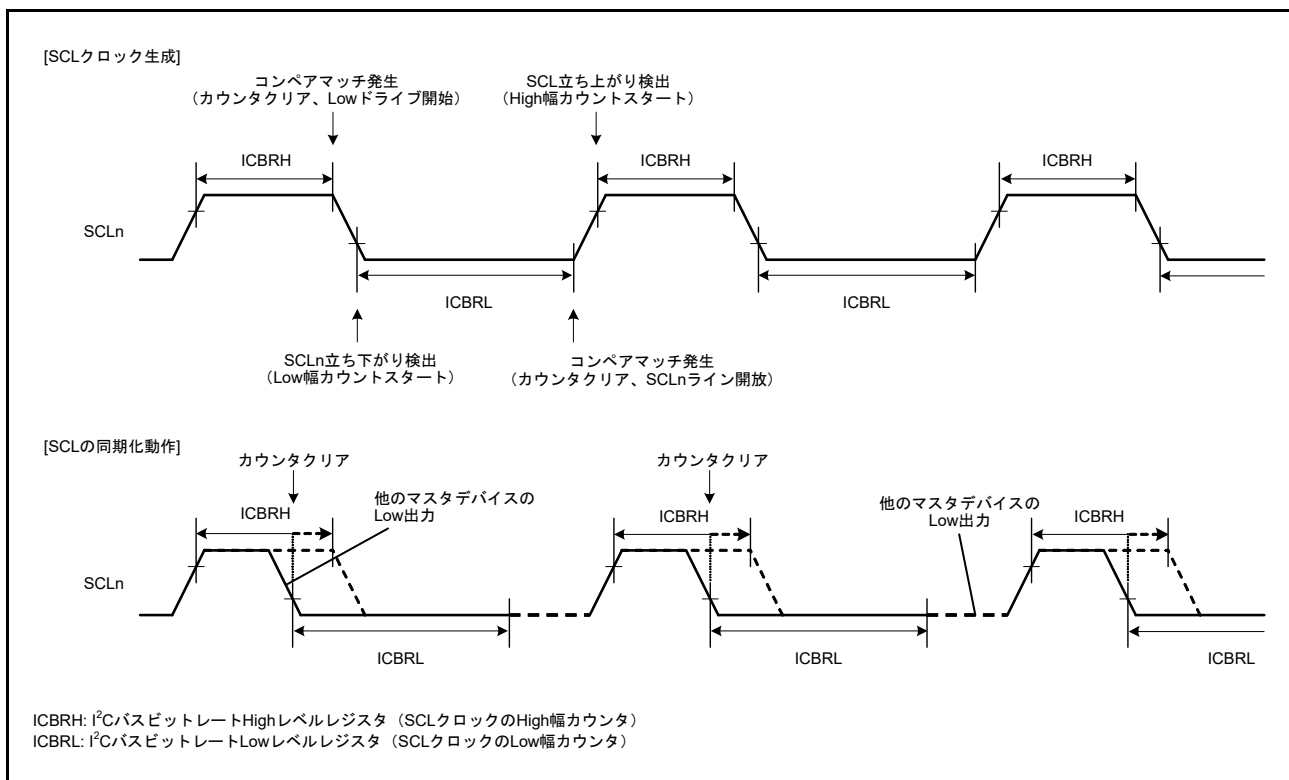 [SCLクロック生成]
コンペアマッチ発生
（カウンタクリア、Lowドライブ開始）
SCL立ち上がり検出
（High幅カウントスタート）
ICBRH
ICBRH
ICBRH
SCLn
ICBRL
ICBRL
SCLn立ち下がり検出
（Low幅カウントスタート）
コンペアマッチ発生
（カウンタクリア、SCLnライン開放）
[SCLの同期化動作]
カウンタクリア
カウンタクリア
他のマスタデバイスの
Low出力
他のマスタデバイスの
Low出力
ICBRH
ICBRH
ICBRH
SCLn
ICBRL
ICBRL
ICBRL
ICBRH: I²CバスビットレートHighレベルレジスタ（SCLクロックのHigh幅カウンタ）
ICBRL: I²CバスビットレートLowレベルレジスタ（SCLクロックのLow幅カウンタ）